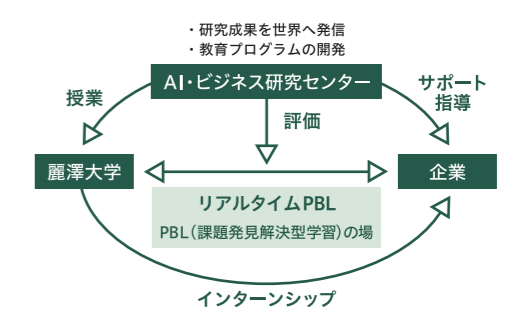 ・研究成果を世界へ発信
・教育プログラムの開発
AI・ビジネス研究センター
授業
サポート
指導
評価
麗澤大学
企業
リアルタイムPBL
PBL(課題発見解決型学習)の場
インターンシップ